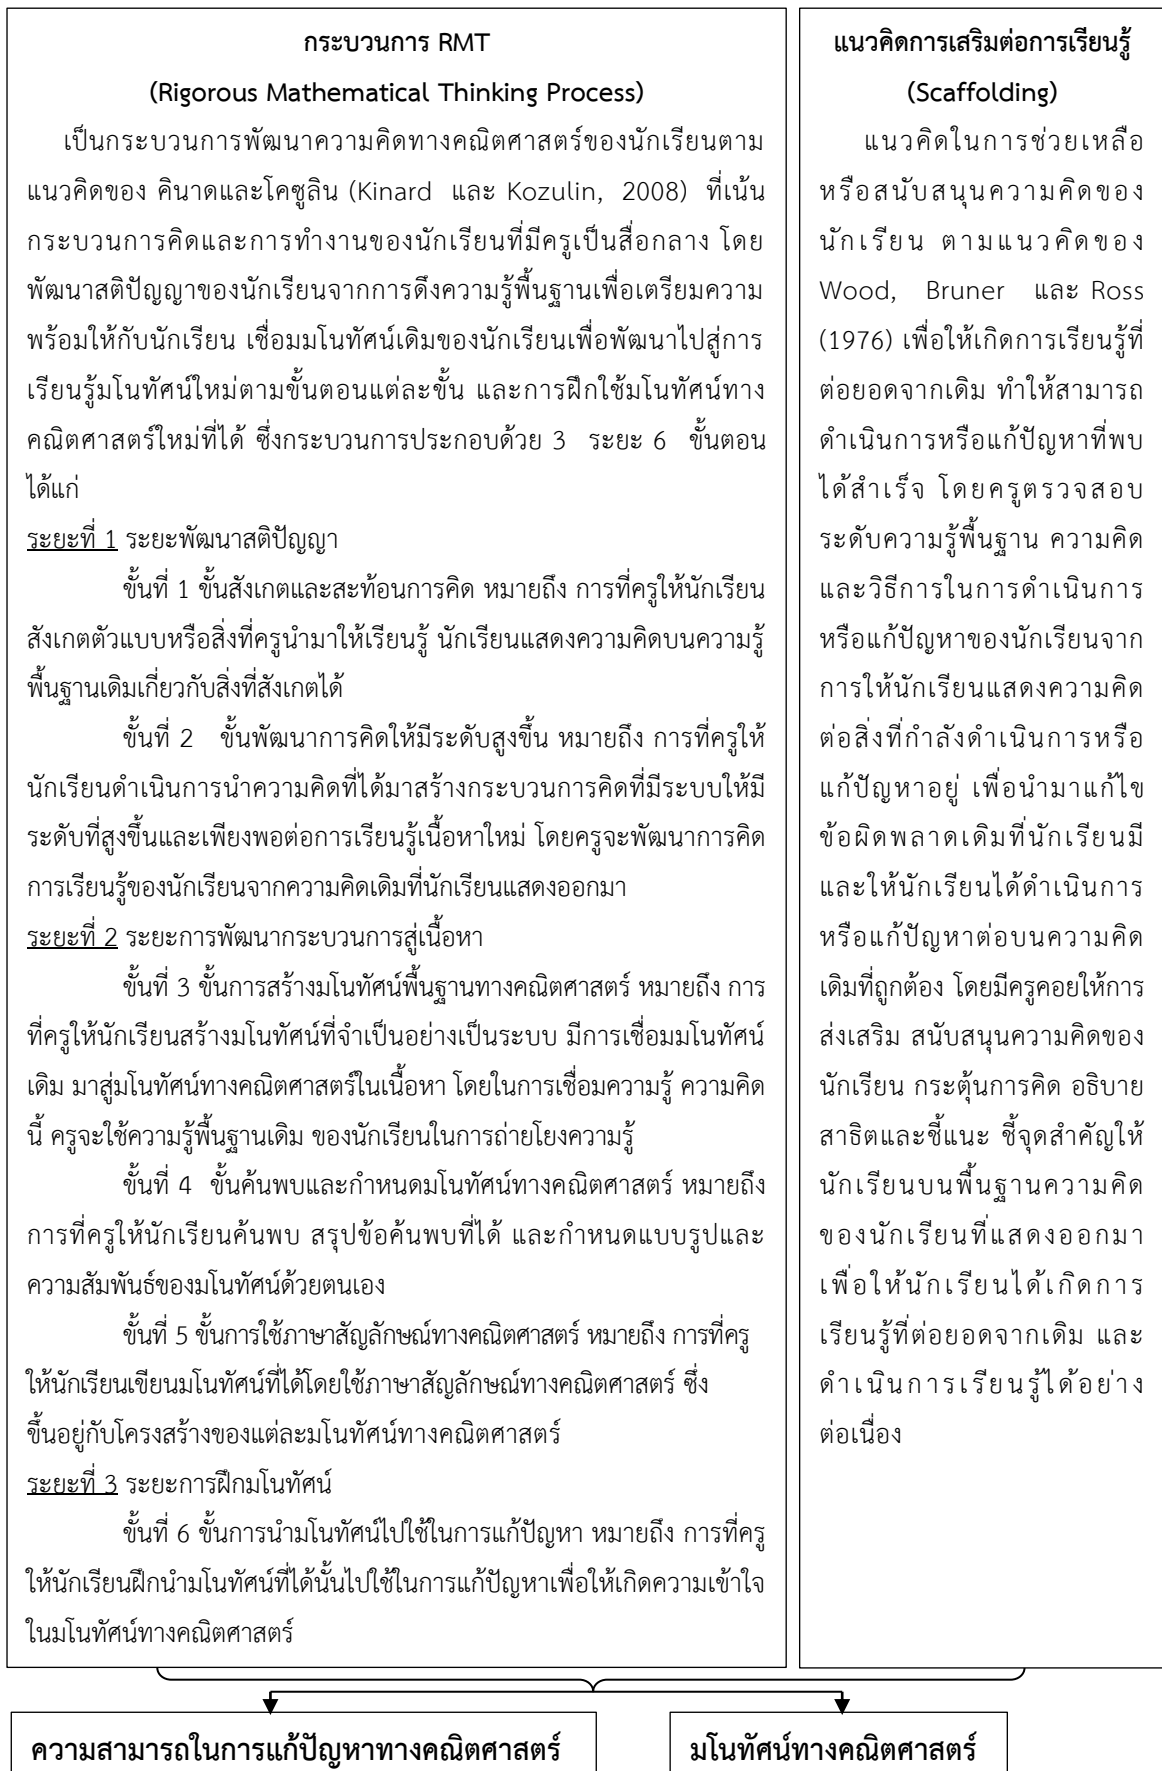 กระบวนการ RMT
(Rigorous Mathematical Thinking Process)
เป็นกระบวนการพัฒนาความคิดทางคณิตศาสตร์ของนักเรียนตาม
แนวคิดของ คินาดและโคซูลิน (Kinard และ Kozulin, 2008) ที่เน้น
กระบวนการคิดและการทำงานของนักเรียนที่มีครูเป็นสื่อกลาง โดย
พัฒนาสติปัญญาของนักเรียนจากการดึงความรู้พื้นฐานเพื่อเตรียมความ
พร้อมให้กับนักเรียน เชื่อมมโนทัศน์เดิมของนักเรียนเพื่อพัฒนาไปสู่การ
เรียนรู้มโนทัศน์ใหม่ตามขั้นตอนแต่ละขั้น และการฝึกใช้มโนทัศน์ทาง
คณิตศาสตร์ใหม่ที่ได้ ซึ่งกระบวนการประกอบด้วย 3 ระยะ 6 ขั้นตอน
ได้แก่
ระยะที่ 1 ระยะพัฒนาสติปัญญา
ขั้นที่ 1 ขั้นสังเกตและสะท้อนการคิด หมายถึง การที่ครูให้นักเรียน
สังเกตตัวแบบหรือสิ่งที่ครูนำมาให้เรียนรู้ นักเรียนแสดงความคิดบนความรู้
พื้นฐานเดิมเกี่ยวกับสิ่งที่สังเกตได้
ขั้นที่ 2 ขั้นพัฒนาการคิดให้มีระดับสูงขึ้น หมายถึง การที่ครูให้
นักเรียนดำเนินการนำความคิดที่ได้มาสร้างกระบวนการคิดที่มีระบบให้มี
ระดับที่สูงขึ้นและเพียงพอต่อการเรียนรู้เนื้อหาใหม่ โดยครูจะพัฒนาการคิด
การเรียนรู้ของนักเรียนจากความคิดเดิมที่นักเรียนแสดงออกมา
ระยะที่ 2 ระยะการพัฒนากระบวนการสู่เนื้อหา
ขั้นที่ 3 ขั้นการสร้างมโนทัศน์พื้นฐานทางคณิตศาสตร์ หมายถึง การ
ที่ครูให้นักเรียนสร้างมโนทัศน์ที่จำเป็นอย่างเป็นระบบ มีการเชื่อมมโนทัศน์
เดิม มาสู่มโนทัศน์ทางคณิตศาสตร์ในเนื้อหา โดยในการเชื่อมความรู้ ความคิด
นี้ ครูจะใช้ความรู้พื้นฐานเดิม ของนักเรียนในการถ่ายโยงความรู้
ขั้นที่ 4 ขั้นค้นพบและกำหนดมโนทัศน์ทางคณิตศาสตร์ หมายถึง
การที่ครูให้นักเรียนค้นพบ สรุปข้อค้นพบที่ได้ และกำหนดแบบรูปและ
ความสัมพันธ์ของมโนทัศน์ด้วยตนเอง
ขั้นที่ 5 ขั้นการใช้ภาษาสัญลักษณ์ทางคณิตศาสตร์ หมายถึง การที่ครู
ให้นักเรียนเขียนมโนทัศน์ที่ได้โดยใช้ภาษาสัญลักษณ์ทางคณิตศาสตร์ ซึ่ง
ขึ้นอยู่กับโครงสร้างของแต่ละมโนทัศน์ทางคณิตศาสตร์
ระยะที่ 3 ระยะการฝึกมโนทัศน์
ขั้นที่ 6 ขั้นการนำมโนทัศน์ไปใช้ในการแก้ปัญหา หมายถึง การที่ครู
ให้นักเรียนฝึกนำมโนทัศน์ที่ได้นั้นไปใช้ในการแก้ปัญหาเพื่อให้เกิดความเข้าใจ
ในมโนทัศน์ทางคณิตศาสตร์
แนวคิดการเสริมต่อการเรียนรู้
(Scaffolding)
แนวคิดในการช่วยเหลือ
หรือสนับสนุนความคิดของ
นักเรียน ตามแนวคิดของ
Wood, Bruner และ Ross
(1976) เพื่อให้เกิดการเรียนรู้ที่
ต่อยอดจากเดิม ทำให้สามารถ
ดำเนินการหรือแก้ปัญหาที่พบ
ได้สำเร็จ โดยครูตรวจสอบ
ระดับความรู้พื้นฐาน ความคิด
และวิธีการในการดำเนินการ
หรือแก้ปัญหาของนักเรียนจาก
การให้นักเรียนแสดงความคิด
ต่อสิ่งที่กำลังดำเนินการหรือ
แก้ปัญหาอยู่ เพื่อนำมาแก้ไข
ข้อผิดพลาดเดิมที่นักเรียนมี
และให้นักเรียนได้ดำเนินการ
หรือแก้ปัญหาต่อบนความคิด
เดิมที่ถูกต้อง โดยมีครูคอยให้การ
ส่งเสริม สนับสนุนความคิดของ
นักเรียน กระตุ้นการคิด อธิบาย
สาธิตและชี้แนะ ชี้จุดสำคัญให้
นักเรียนบนพื้นฐานความคิด
ของนักเรียนที่แสดงออกมา
เพื่อให้นักเรียนได้เกิดการ
เรียนรู้ที่ต่อยอดจากเดิม และ
ดำเนินการเรียนรู้ได้อย่าง
ต่อเนื่อง
ความสามารถในการแก้ปัญหาทางคณิตศาสตร์
มโนทัศน์ทางคณิตศาสตร์